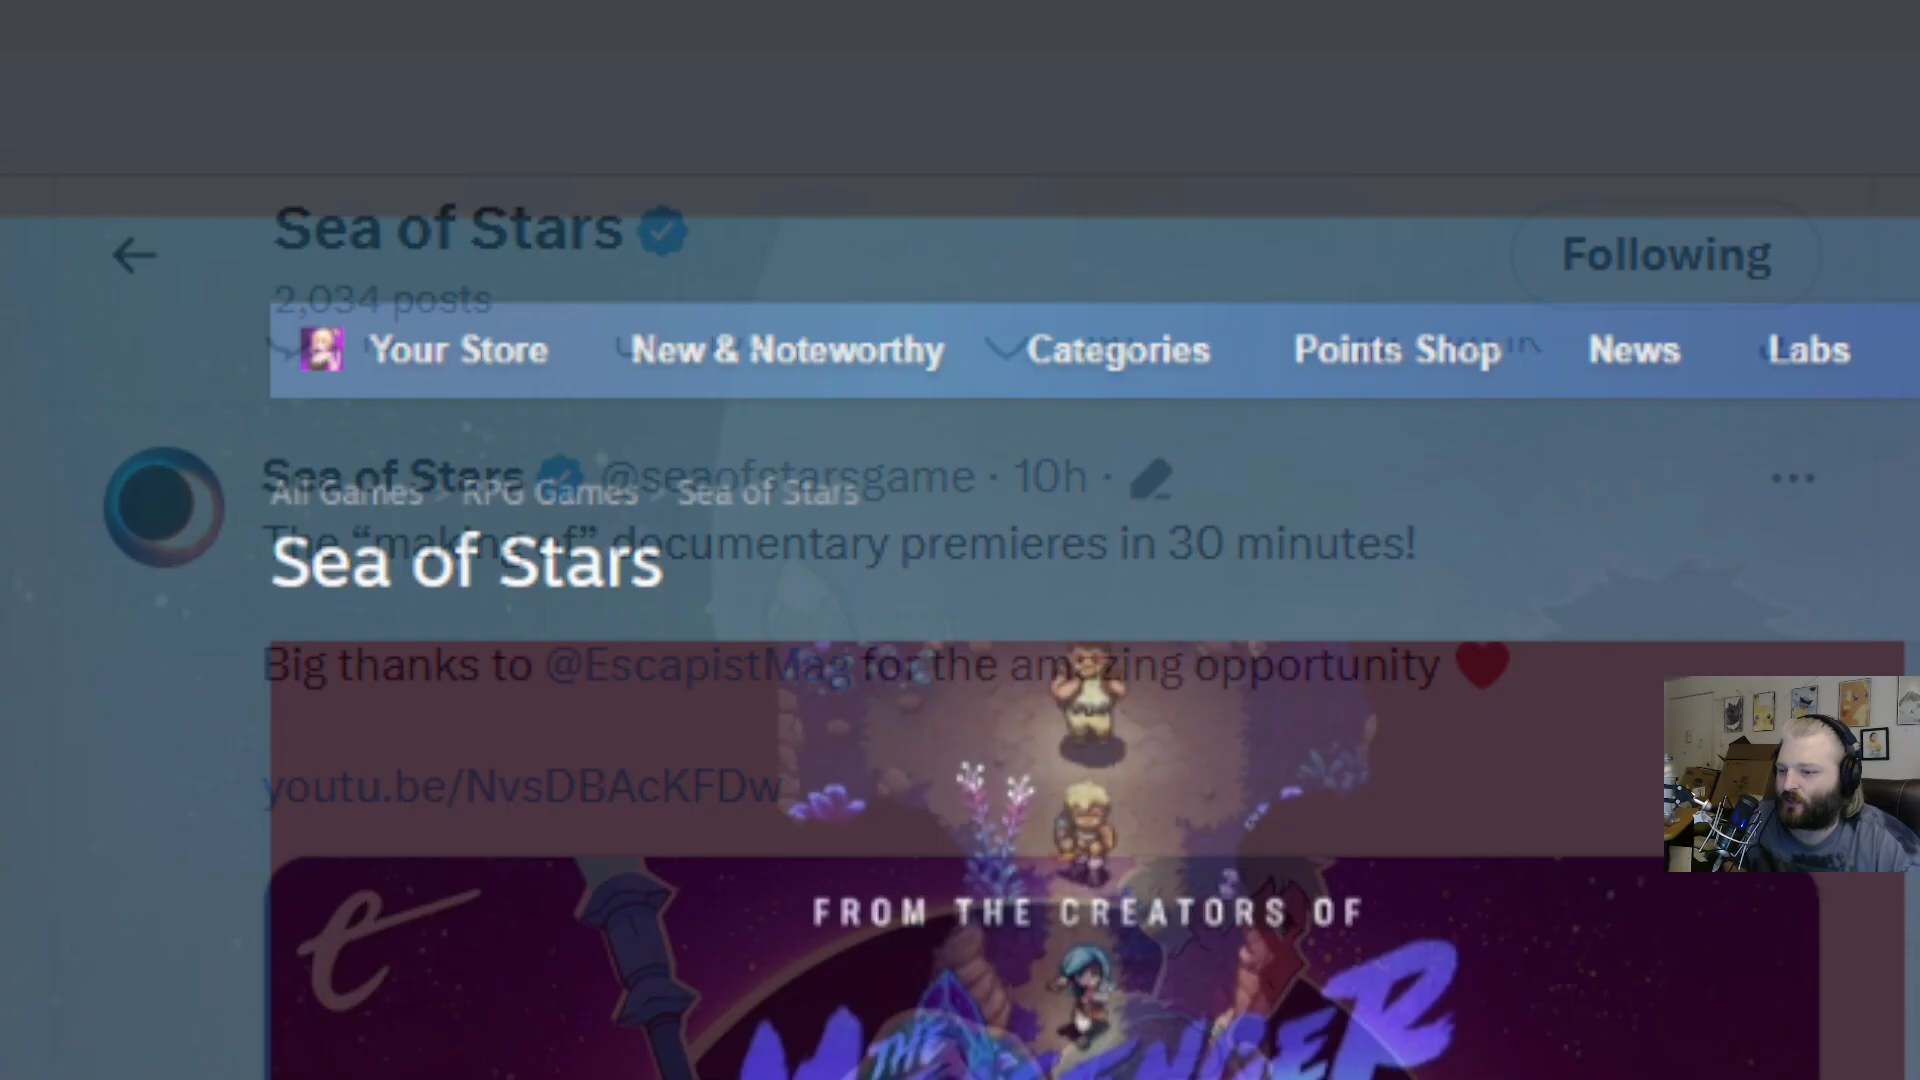 Sea of Stars
Following
2,034 posts
Your Store New & Noteworthy Categories Points Shop News Labs
Sea of Stars @seaofstarsgame · 10h ·
All Games > RPG Games > Sea of Stars
The “making of” documentary premieres in 30 minutes!
Sea of Stars
Big thanks to @EscapistMag for the amazing opportunity
youtu.be/NvsDBAcKFDw
FROM THE CREATORS OF
THE
MESSENGER